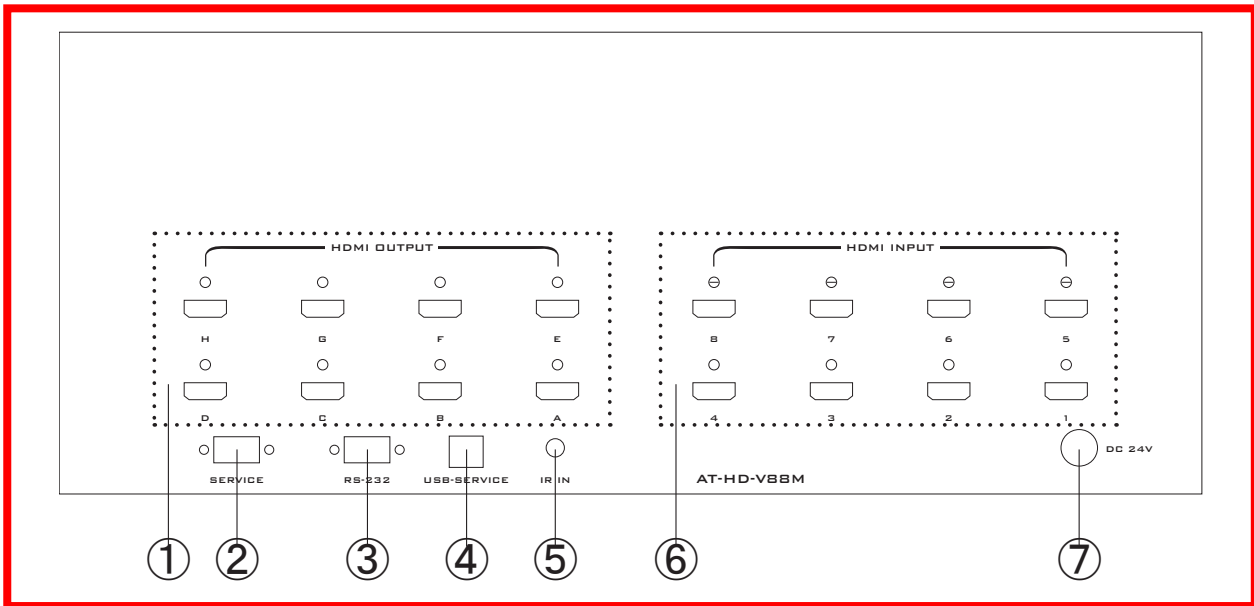 HDMI OUTPUT
HDMI INPUT
H G F E
8 7 6 5
D C B A
4 3 2 1
DC 24V
SERVICE RS-232 USB-SERVICE IR IN
AT-HD-V88M
① ② ③ ④ ⑤ ⑥ ⑦